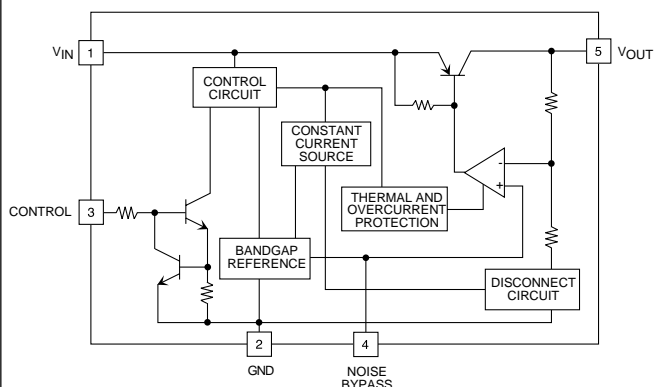 VIN 1
5 VOUT
CONTROL
CIRCUIT
CONSTANT
CURRENT
SOURCE
-
+
THERMAL AND
OVERCURRENT
PROTECTION
CONTROL 3
BANDGAP
REFERENCE
DISCONNECT
CIRCUIT
2
GND
4
NOISE
BYPASS